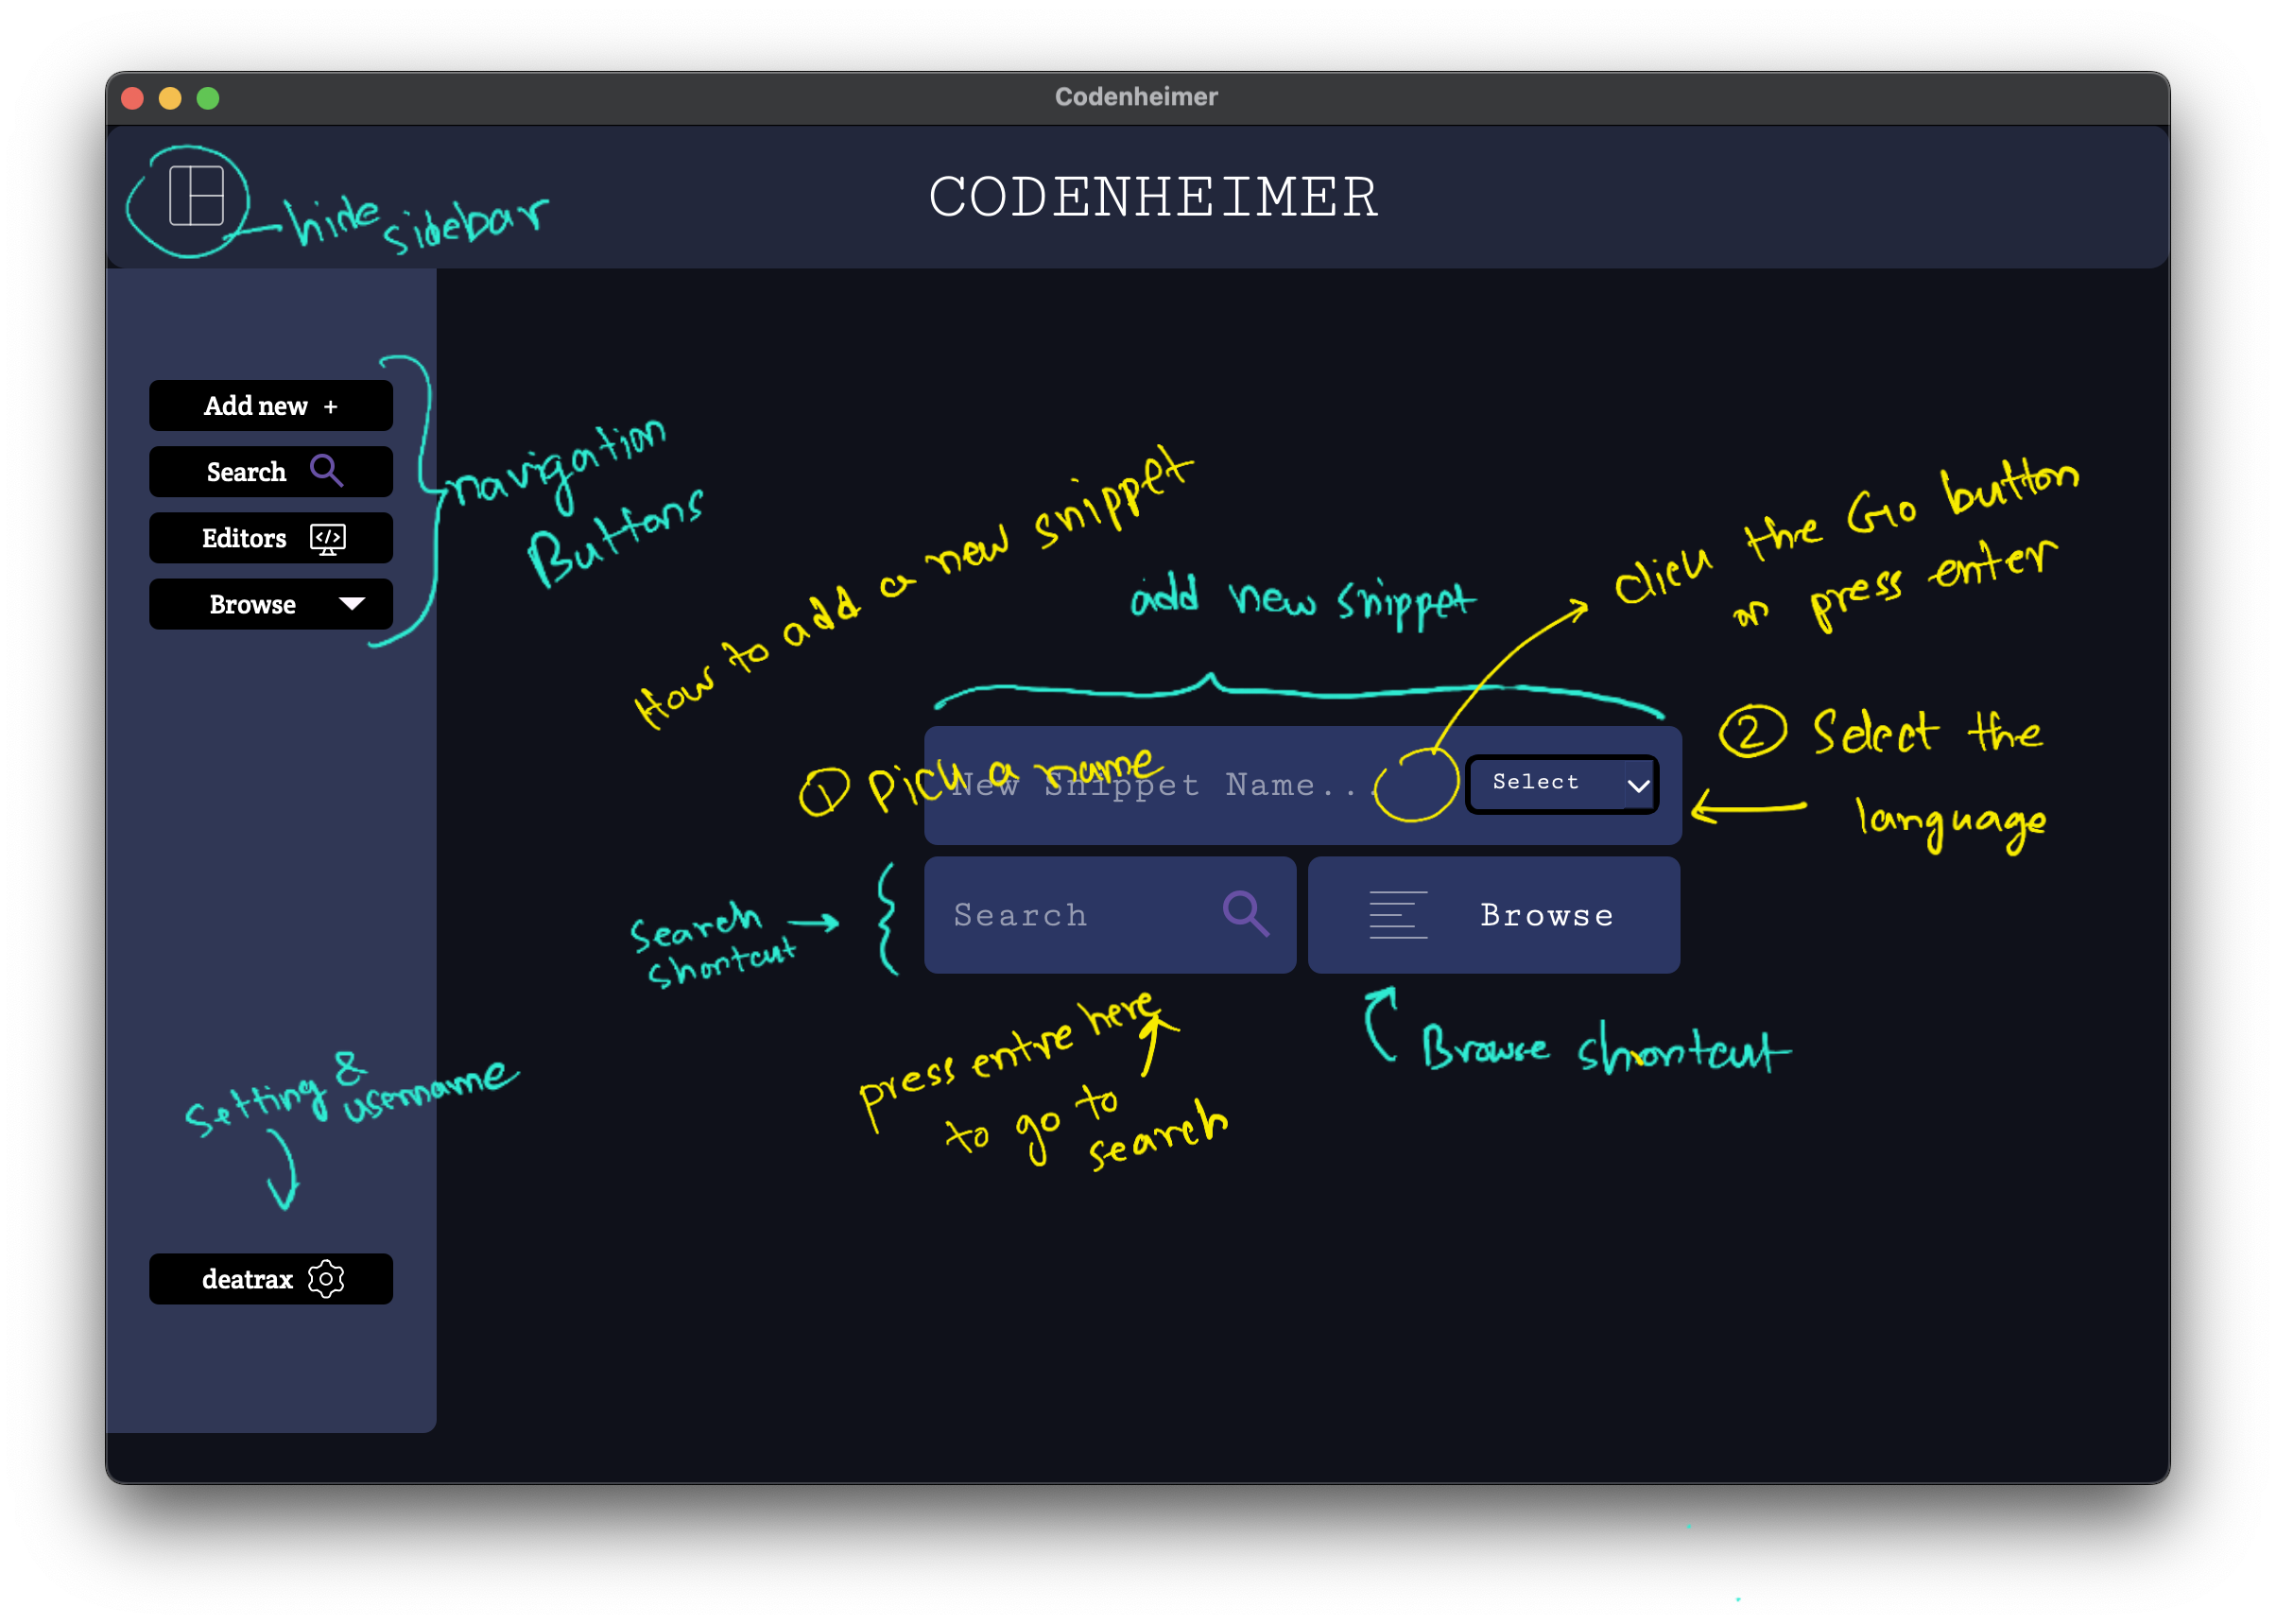 Codenheimer
CODENHEIMER
hide sidebar
Add new +
Search
Editors </>
Browse
navigation
Buttons
How to add a new snippet
add new snippet
click the Go button
or press enter
① Pick a name
New Snippet Name...
Select
② Select the
language
Search
shortcut
Search
Browse
press entre here
to go to
search
Browse shortcut
Setting &
username
deatrax